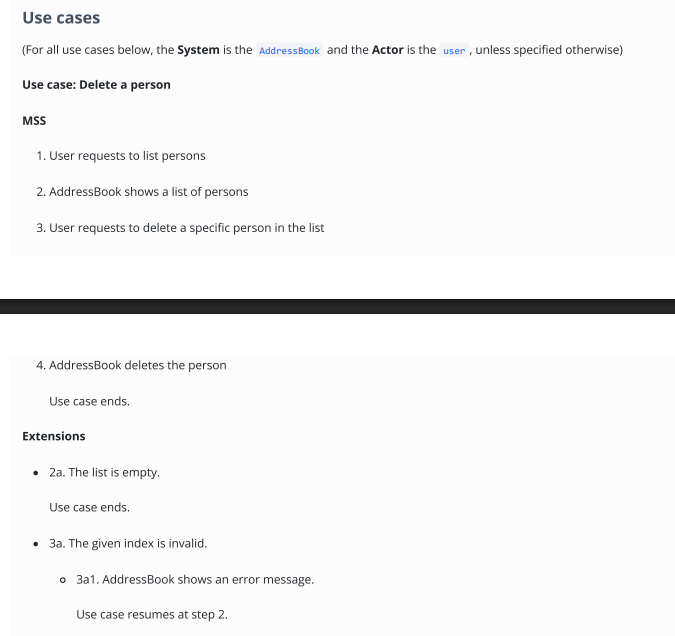 Use cases
(For all use cases below, the System is the AddressBook and the Actor is the user, unless specified otherwise)
Use case: Delete a person
MSS
1. User requests to list persons
2. AddressBook shows a list of persons
3. User requests to delete a specific person in the list
4. AddressBook deletes the person
Use case ends.
Extensions
• 2a. The list is empty.
Use case ends.
• 3a. The given index is invalid.
◦ 3a1. AddressBook shows an error message.
Use case resumes at step 2.